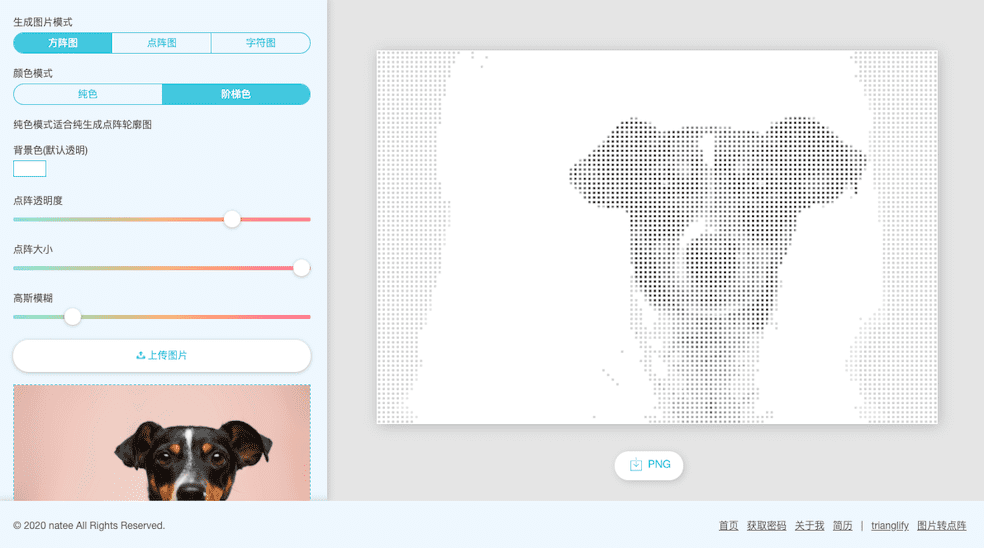 生成图片模式
方阵图 点阵图 字符图
颜色模式
纯色 阶梯色
纯色模式适合纯生成点阵轮廓图
背景色(默认透明)
点阵透明度
点阵大小
高斯模糊
上传图片
PNG
© 2020 natee All Rights Reserved.
首页 获取密码 关于我 简历 | trianglify 图片转点阵